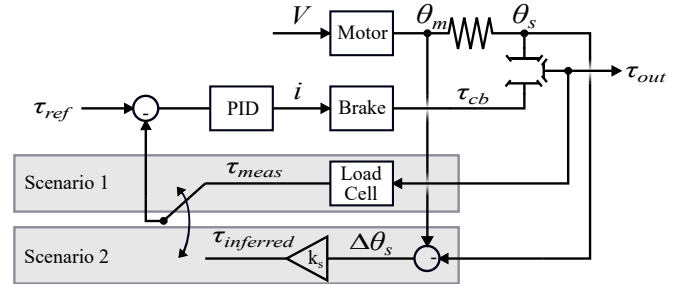 V
Motor
θm
θs
τref
-
PID
i
Brake
τcb
τout
Scenario 1
τmeas
Load
Cell
Scenario 2
τinferred
ks
Δθs
-